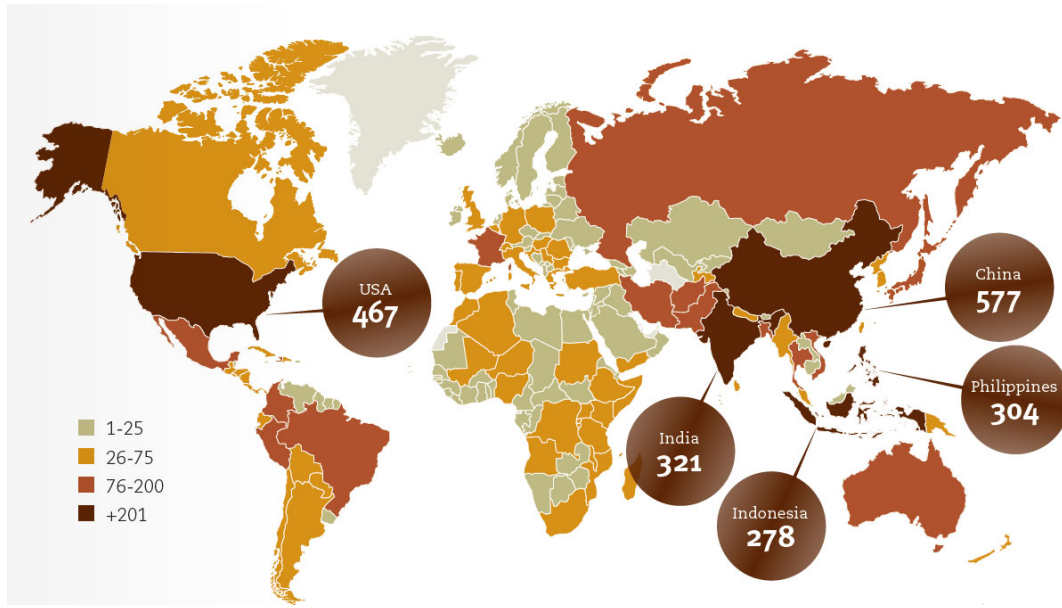 USA
467
China
577
Philippines
304
India
321
Indonesia
278
1-25
26-75
76-200
+201